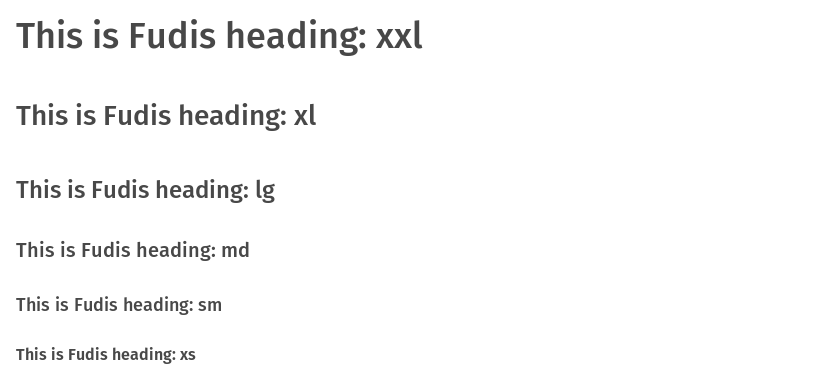 This is Fudis heading: xxl
This is Fudis heading: xl
This is Fudis heading: lg
This is Fudis heading: md
This is Fudis heading: sm
This is Fudis heading: xs